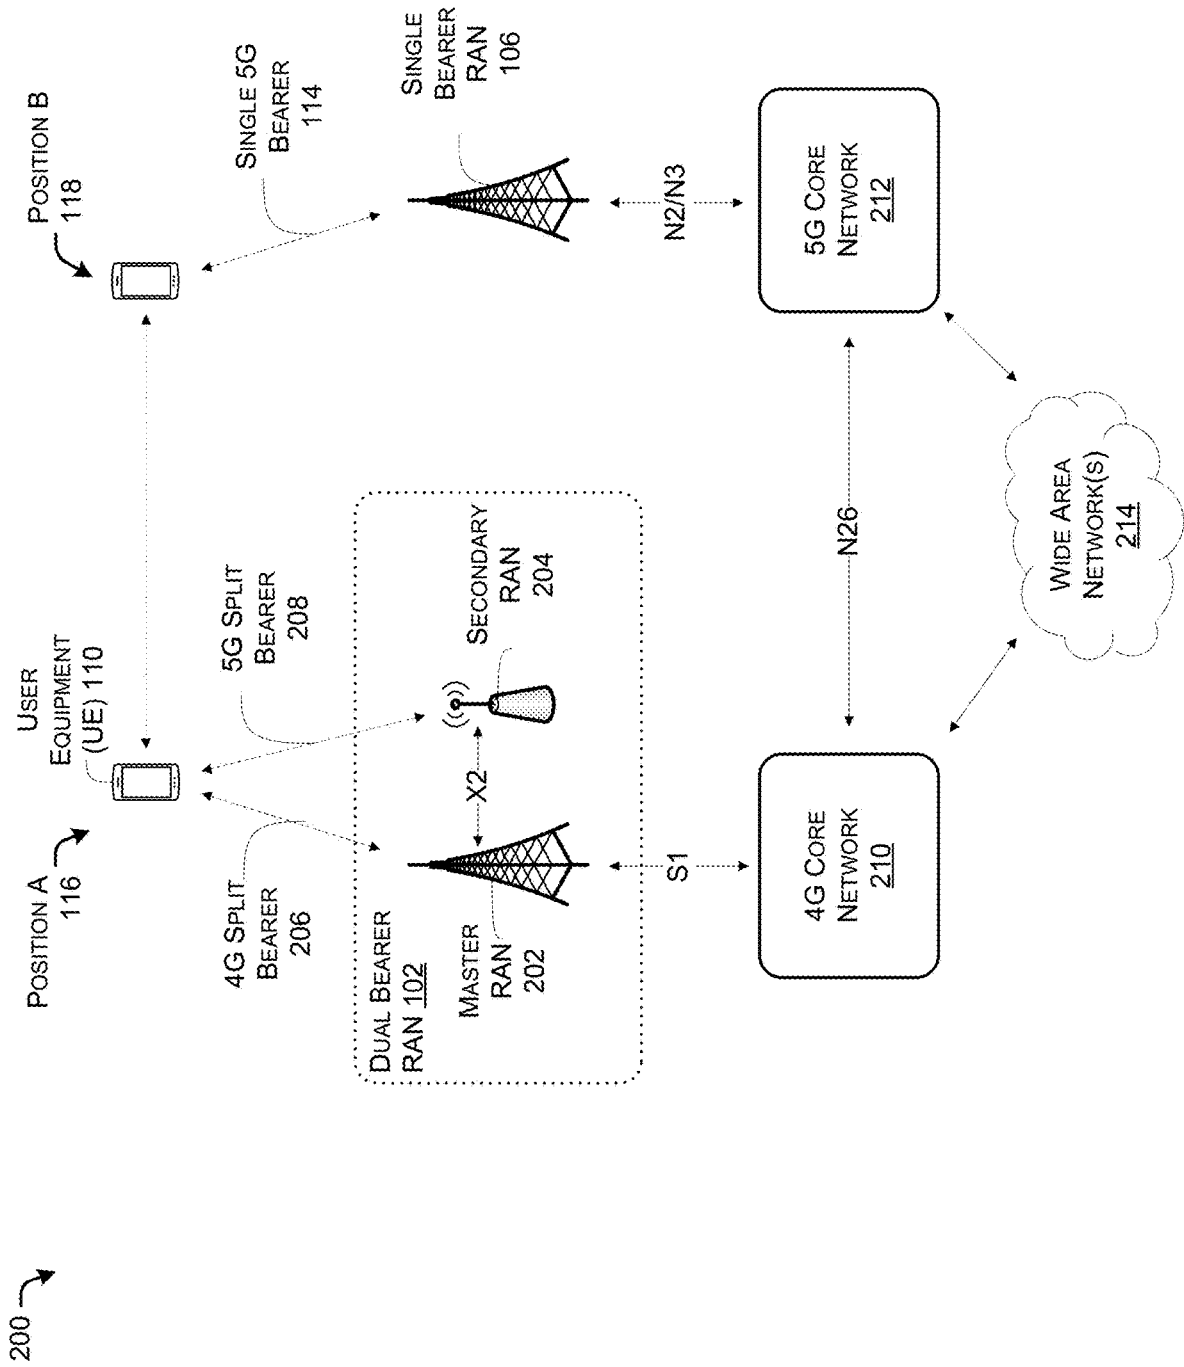 200
POSITION A
116
USER
EQUIPMENT
(UE) 110
POSITION B
118
4G SPLIT
BEARER
206
5G SPLIT
BEARER
208
SINGLE 5G
BEARER
114
DUAL BEARER
RAN 102
MASTER
RAN
202
X2
SECONDARY
RAN
204
SINGLE
BEARER
RAN
106
S1
N2/N3
4G CORE
NETWORK
210
N26
5G CORE
NETWORK
212
WIDE AREA
NETWORK(S)
214